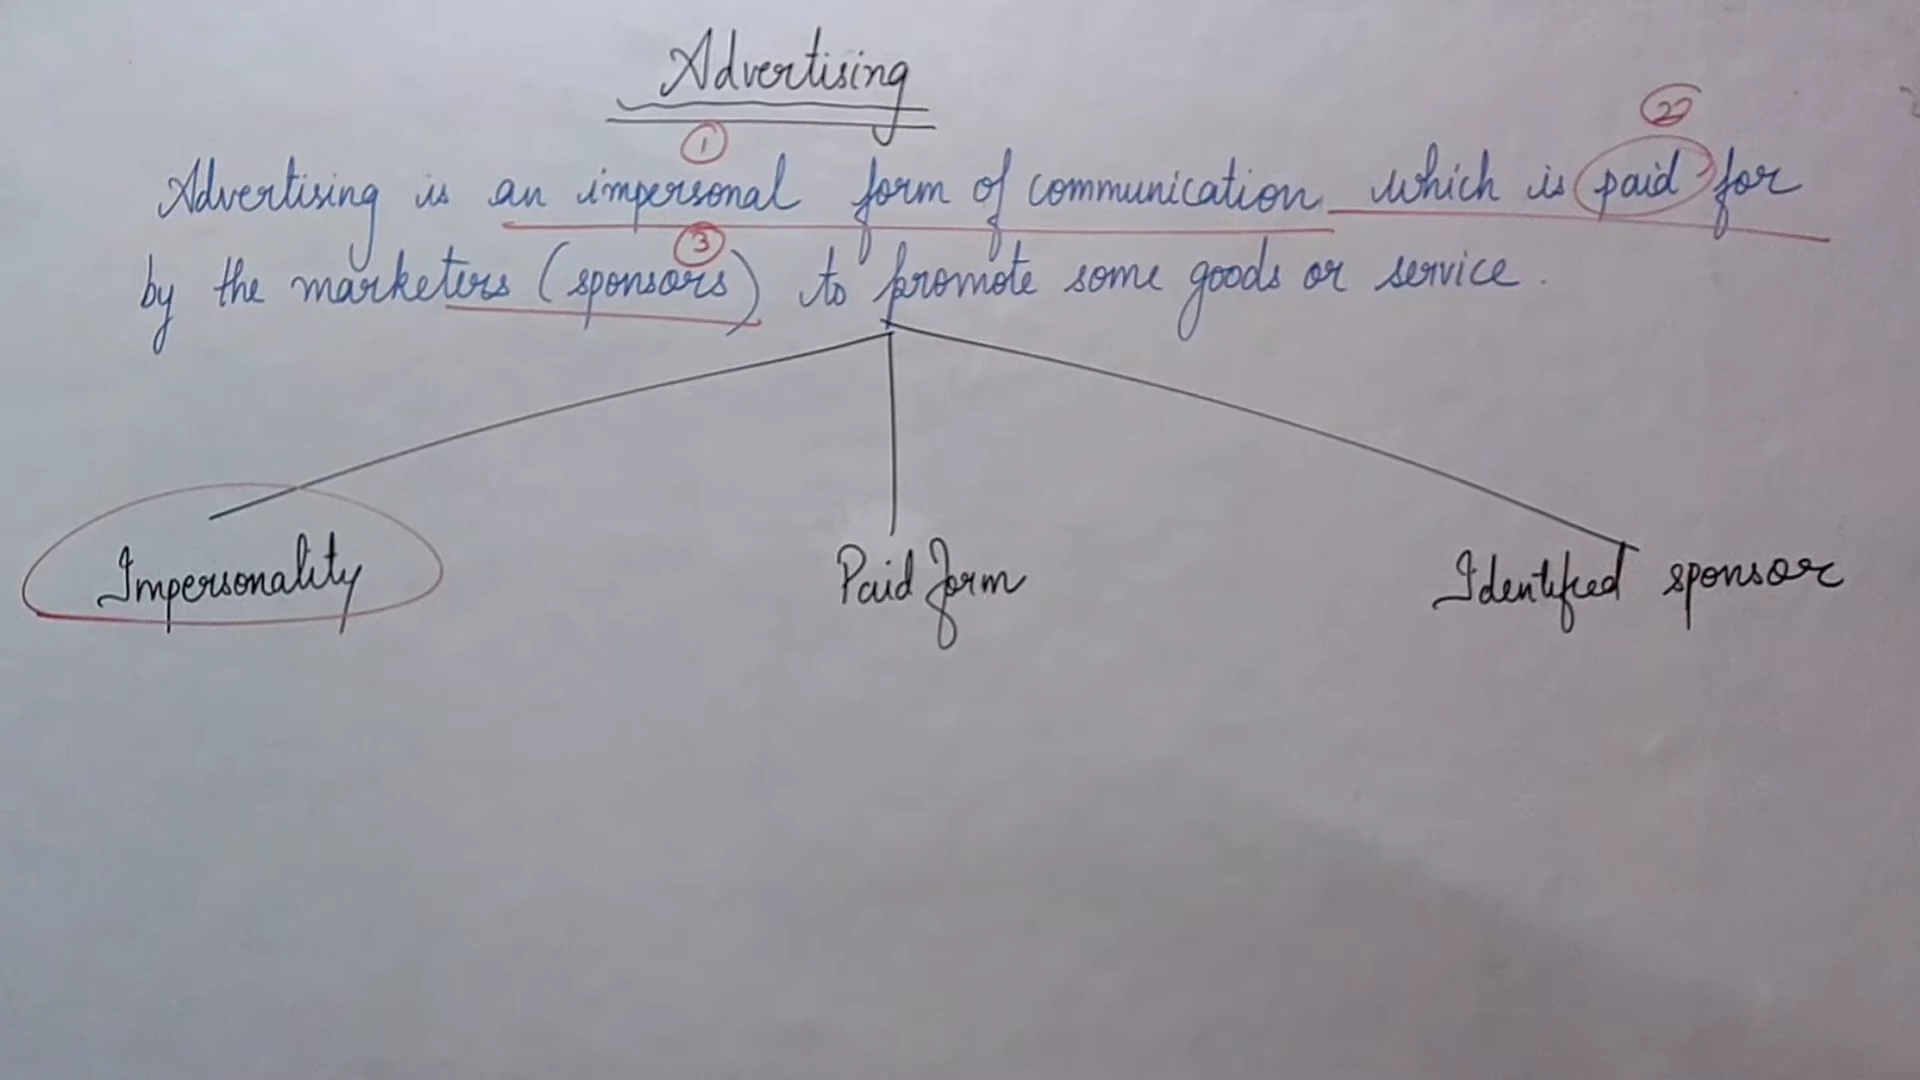 Advertising
① ②
Advertising is an impersonal form of communication which is paid for
③
by the marketers (sponsors) to promote some goods or service.
Impersonality Paid form Identified sponsor